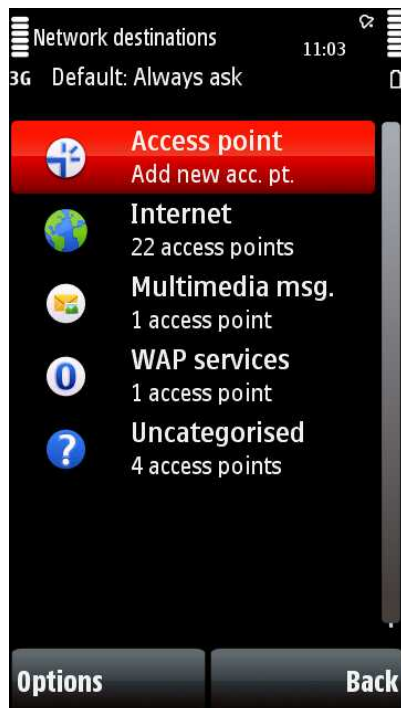 Network destinations
11:03
3G Default: Always ask
Access point
Add new acc. pt.
Internet
22 access points
Multimedia msg.
1 access point
WAP services
1 access point
Uncategorised
4 access points
Options Back